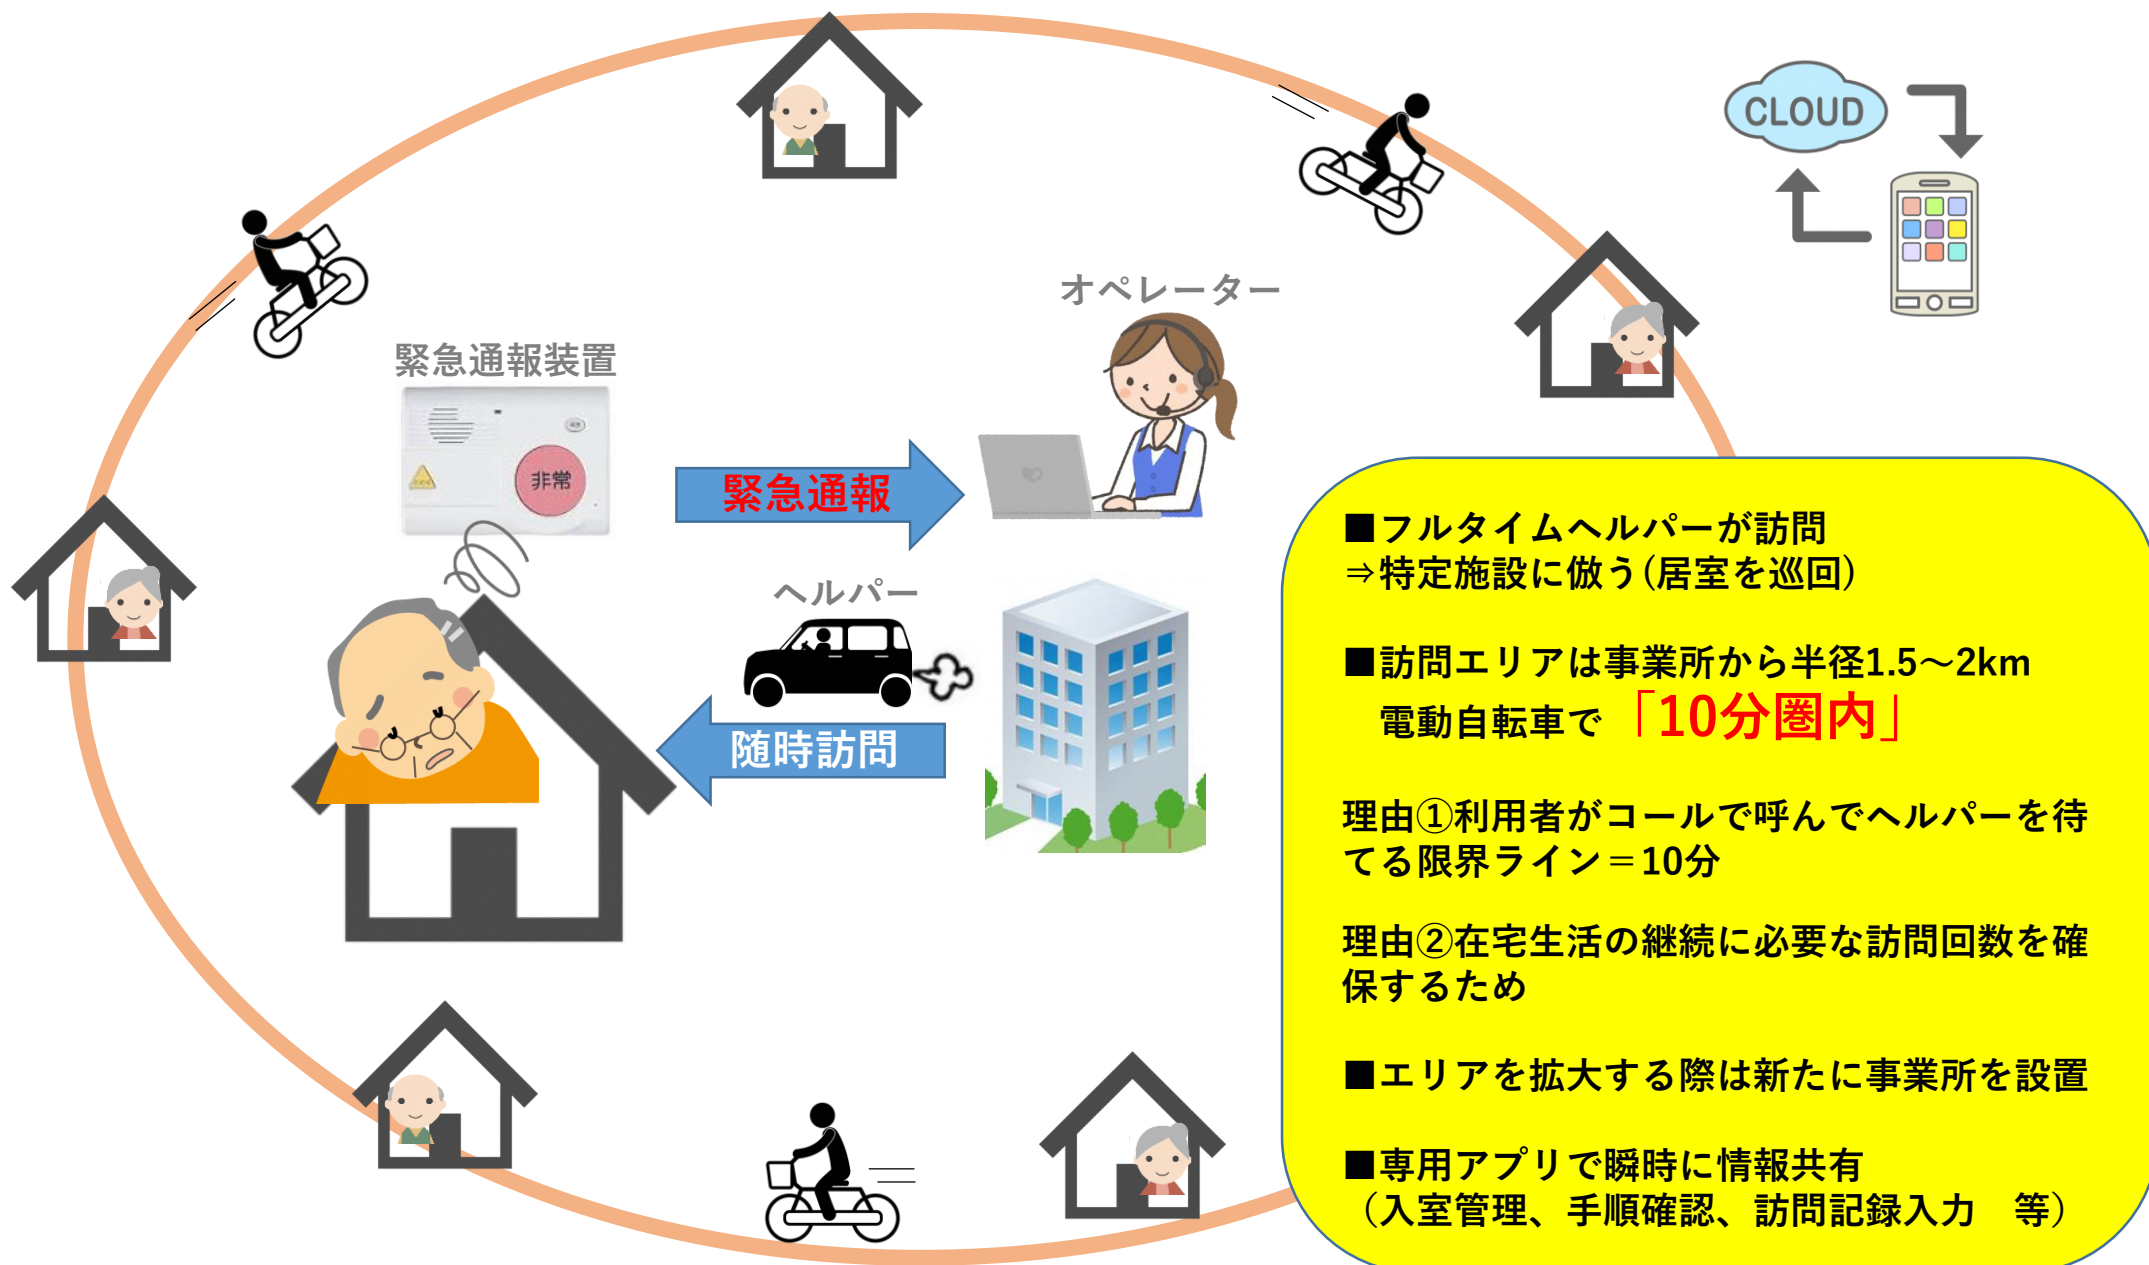 CLOUD
オペレーター
緊急通報装置
非常
緊急通報
ヘルパー
随時訪問
■フルタイムヘルパーが訪問
⇒特定施設に倣う(居室を巡回)
■訪問エリアは事業所から半径1.5～2km
電動自転車で「10分圏内」
理由①利用者がコールで呼んでヘルパーを待
てる限界ライン＝10分
理由②在宅生活の継続に必要な訪問回数を確
保するため
■エリアを拡大する際は新たに事業所を設置
■専用アプリで瞬時に情報共有
（入室管理、手順確認、訪問記録入力　等）